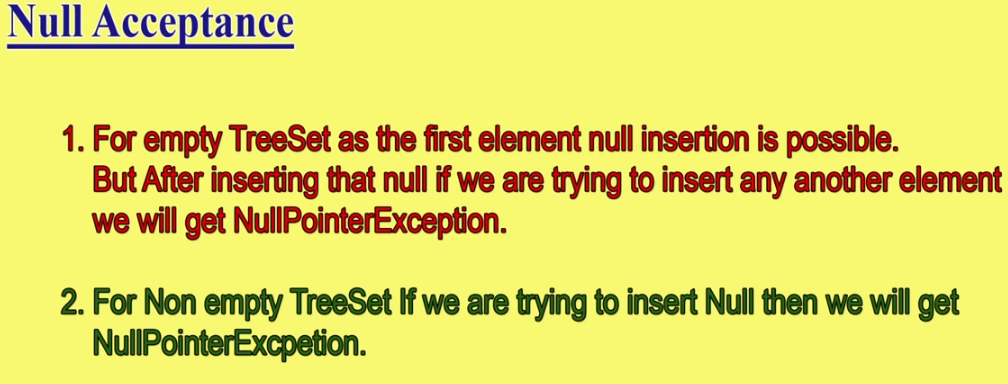 Null Acceptance
1. For empty TreeSet as the first element null insertion is possible.
But After inserting that null if we are trying to insert any another element
we will get NullPointerException.
2. For Non empty TreeSet If we are trying to insert Null then we will get
NullPointerExcpetion.